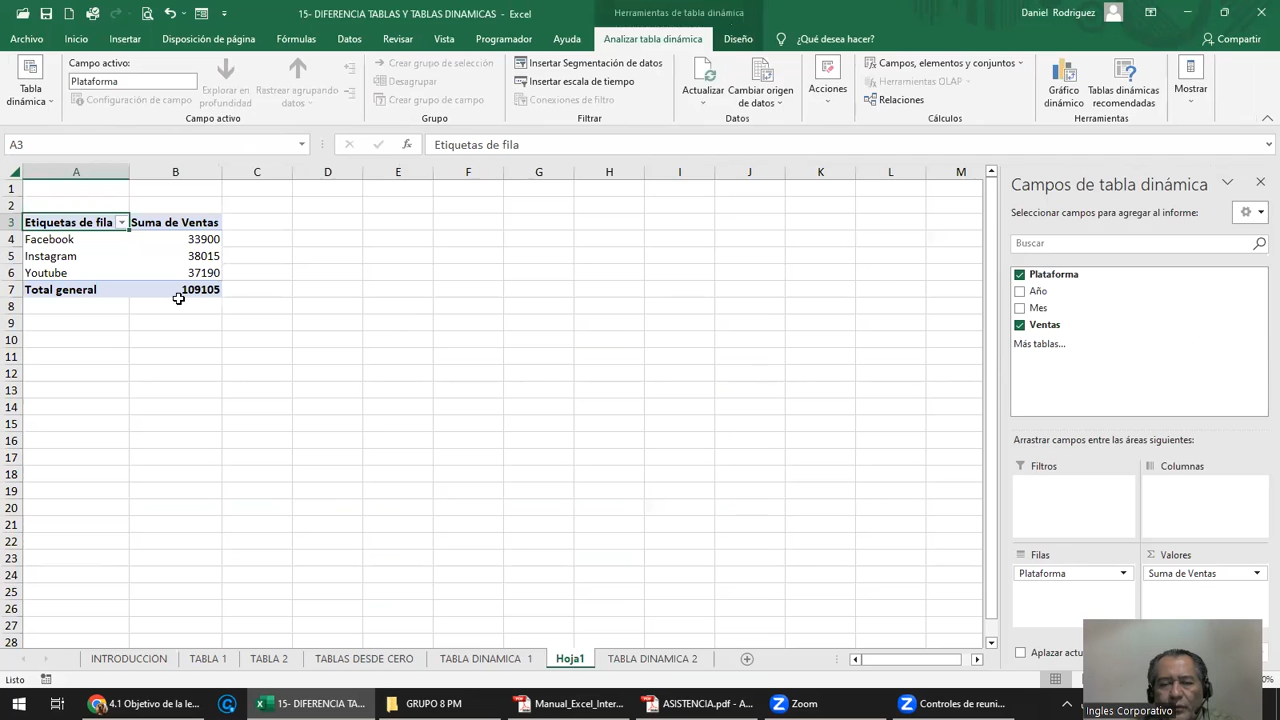 15- DIFERENCIA TABLAS Y TABLAS DINAMICAS - Excel
Herramientas de tabla dinámica
Daniel Rodriguez
Archivo
Inicio
Insertar
Disposición de página
Fórmulas
Datos
Revisar
Vista
Programador
Ayuda
Analizar tabla dinámica
Diseño
¿Qué desea hacer?
Compartir
Tabla dinámica
Campo activo:
Plataforma
Configuración de campo
Explorar en profundidad
Rastrear agrupando datos
Campo activo
Crear grupo de selección
Desagrupar
Crear grupo de campo
Grupo
Insertar Segmentación de datos
Insertar escala de tiempo
Conexiones de filtro
Filtrar
Actualizar
Cambiar origen de datos
Datos
Acciones
Campos, elementos y conjuntos
Herramientas OLAP
Relaciones
Cálculos
Gráfico dinámico
Tablas dinámicas recomendadas
Herramientas
Mostrar
A3
fx
Etiquetas de fila
A B C D E F G H I J K L M
1
2
3 Etiquetas de fila Suma de Ventas
4 Facebook 33900
5 Instagram 38015
6 Youtube 37190
7 Total general 109105
8
9
10
11
12
13
14
15
16
17
18
19
20
21
22
23
24
25
26
27
28
Campos de tabla dinámica
Seleccionar campos para agregar al informe:
Buscar
Plataforma
Año
Mes
Ventas
Más tablas...
Arrastrar campos entre las áreas siguientes:
Filtros
Columnas
Filas
Σ Valores
Plataforma
Suma de Ventas
Aplazar actu
INTRODUCCION
TABLA 1
TABLA 2
TABLAS DESDE CERO
TABLA DINAMICA 1
Hoja1
TABLA DINAMICA 2
Listo
0%
4.1 Objetivo de la le...
15- DIFERENCIA TA...
GRUPO 8 PM
Manual_Excel_Inter...
ASISTENCIA.pdf - A...
Zoom
Controles de reuni...
Ingles Corporativo